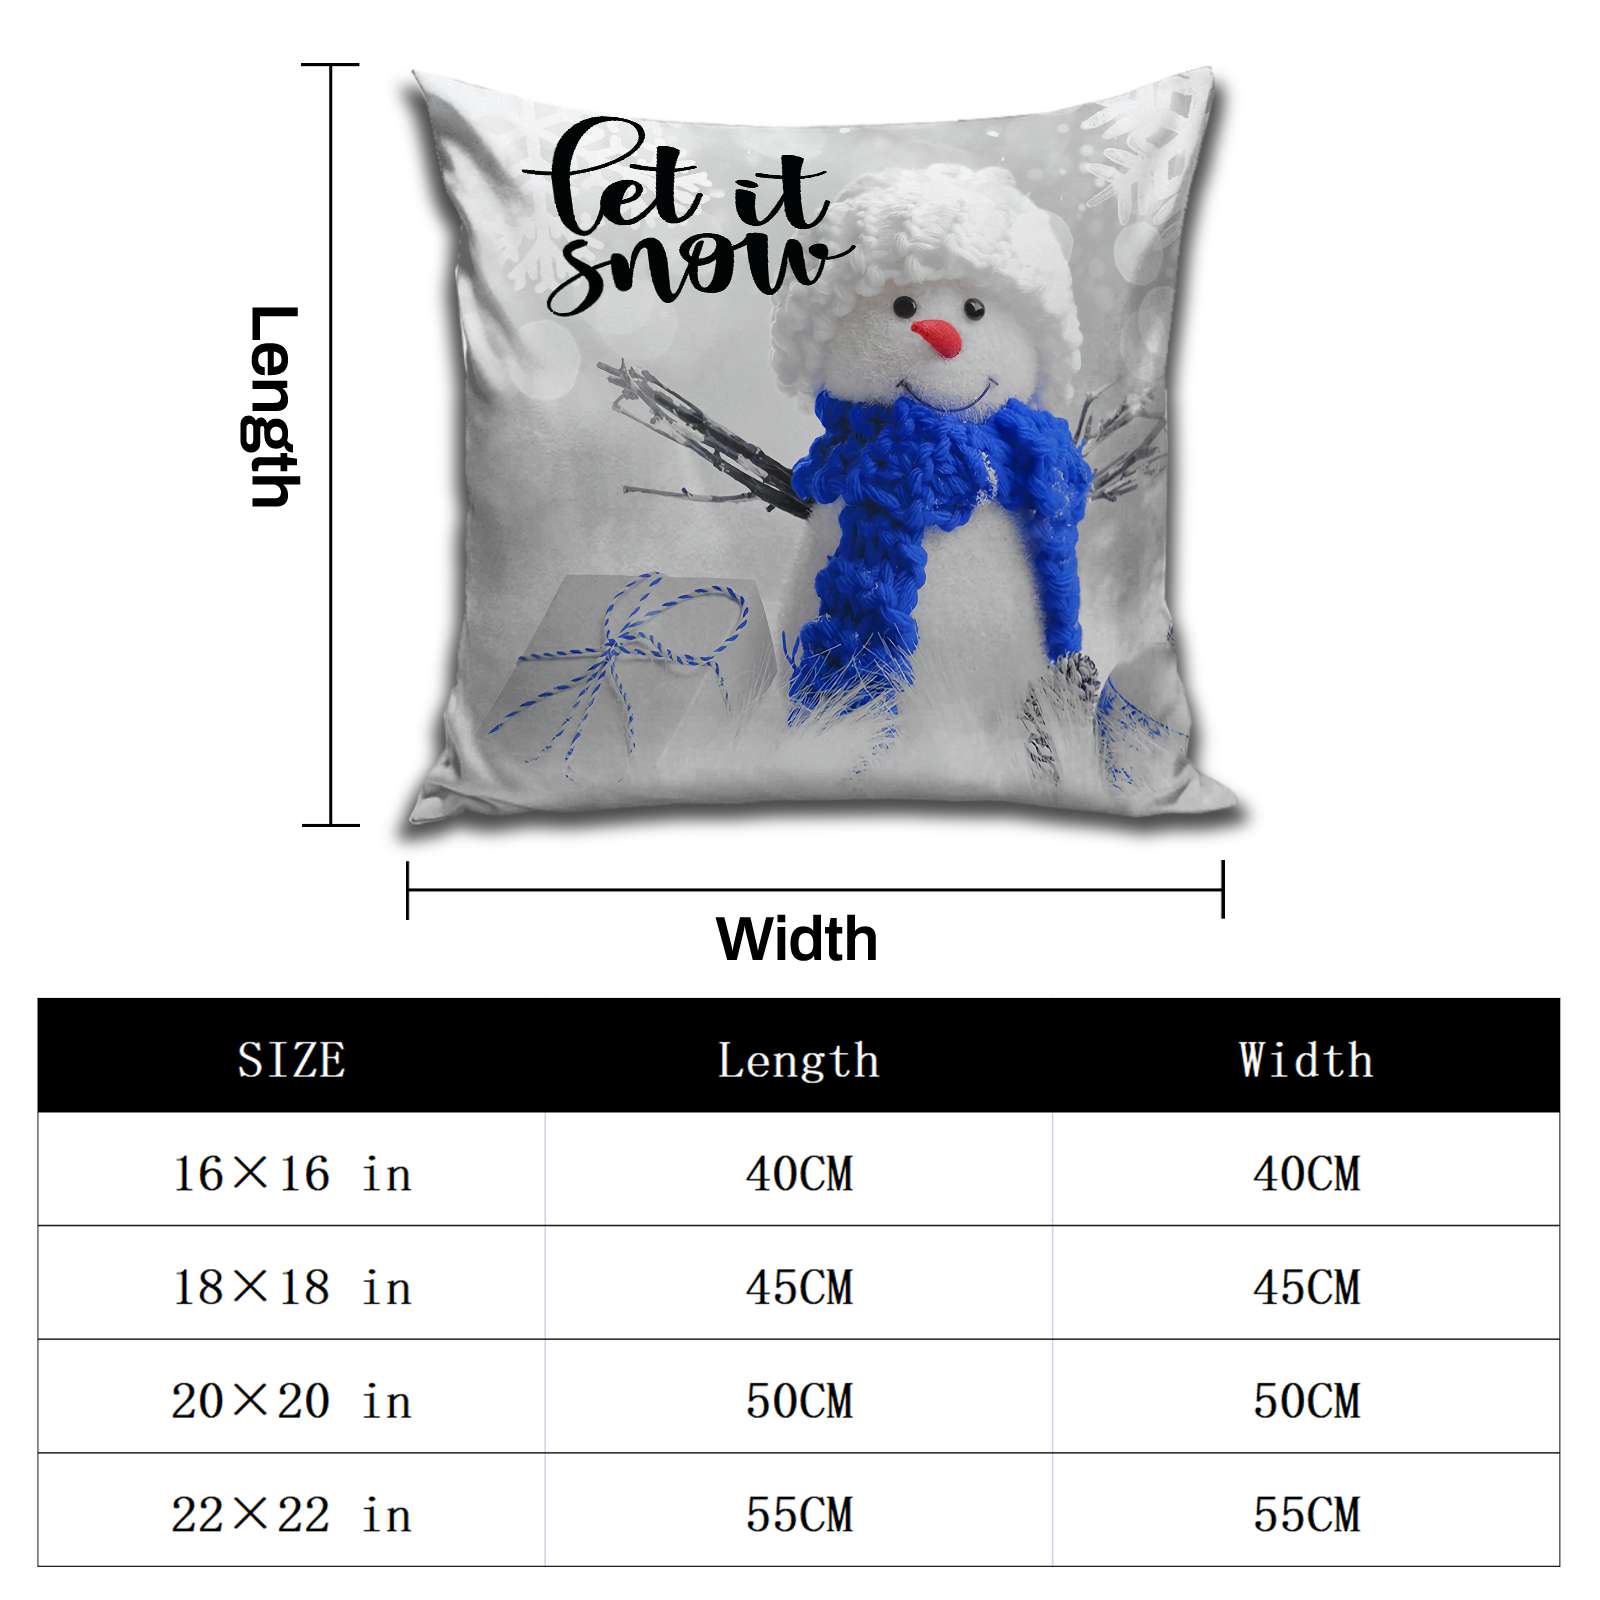 let it
snow
Length
Width
SIZE Length Width
16×16 in 40CM 40CM
18×18 in 45CM 45CM
20×20 in 50CM 50CM
22×22 in 55CM 55CM